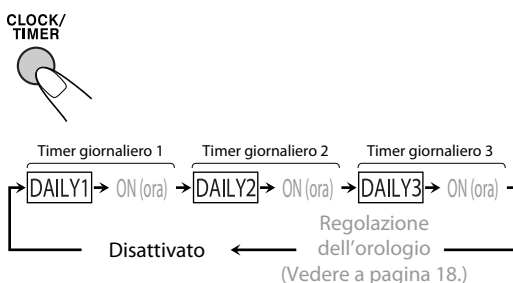 CLOCK/
TIMER
Timer giornaliero 1 Timer giornaliero 2 Timer giornaliero 3
DAILY1 ON (ora) DAILY2 ON (ora) DAILY3 ON (ora)
Disattivato
Regolazione
dell'orologio
(Vedere a pagina 18.)